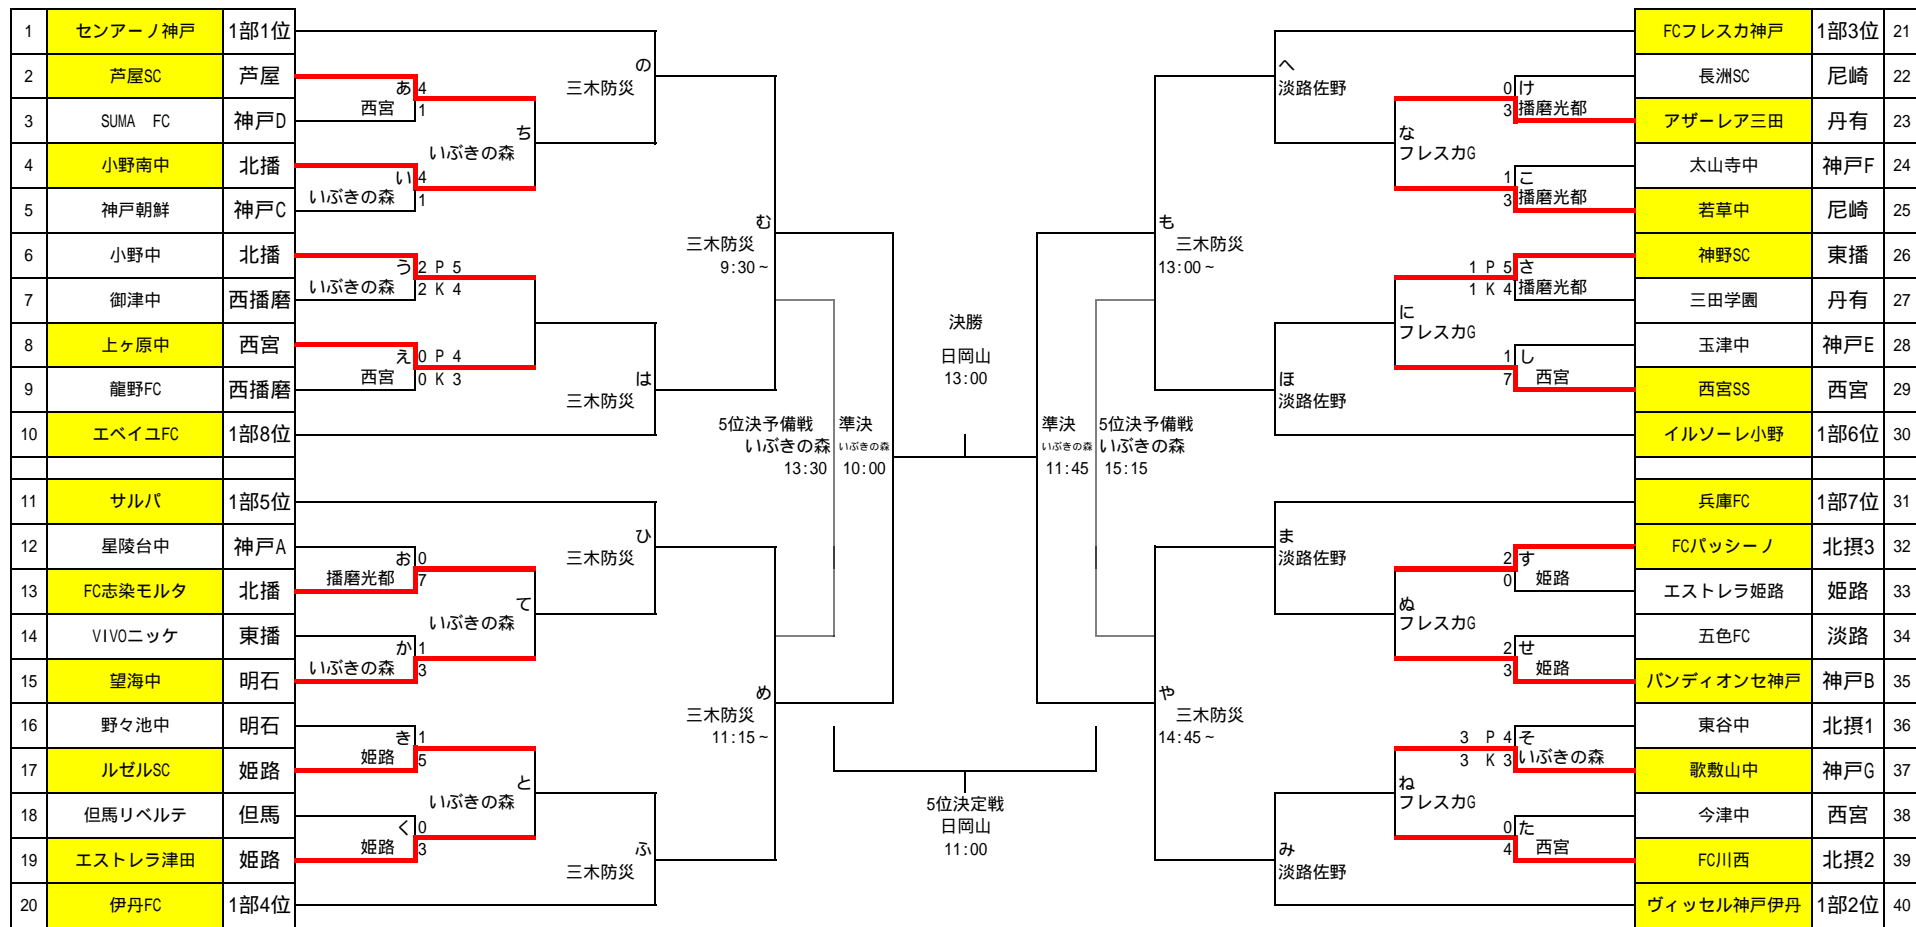 1 センアーノ神戸 1部1位
2 芦屋SC 芦屋
3 SUMA FC 神戸D
4 小野南中 北播
5 神戸朝鮮 神戸C
6 小野中 北播
7 御津中 西播磨
8 上ヶ原中 西宮
9 龍野FC 西播磨
10 エベイユFC 1部8位
11 サルパ 1部5位
12 星陵台中 神戸A
13 FC志染モルタ 北播
14 VIVOニッケ 東播
15 望海中 明石
16 野々池中 明石
17 ルゼルSC 姫路
18 但馬リベルテ 但馬
19 エストレラ津田 姫路
20 伊丹FC 1部4位
あ 4
西宮 1
い 4
いぶきの森 1
う 2 P 5
いぶきの森 2 K 4
え 0 P 4
西宮 0 K 3
お 0
播磨光都 7
か 1
いぶきの森 3
き 1
姫路 5
く 0
姫路 3
ち
いぶきの森
て
いぶきの森
と
いぶきの森
の
三木防災
は
三木防災
ひ
三木防災
ふ
三木防災
む
三木防災
9:30~
め
三木防災
11:15~
5位決予備戦
いぶきの森
13:30
準決
いぶきの森
10:00
決勝
日岡山
13:00
5位決定戦
日岡山
11:00
準決
いぶきの森
11:45
5位決予備戦
いぶきの森
15:15
も
三木防災
13:00~
や
三木防災
14:45~
へ
淡路佐野
ほ
淡路佐野
ま
淡路佐野
み
淡路佐野
な
フレスカG
に
フレスカG
ぬ
フレスカG
ね
フレスカG
0 け
3 播磨光都
1 こ
3 播磨光都
1 P 5 さ
1 K 4 播磨光都
1 し
7 西宮
2 す
0 姫路
2 せ
3 姫路
3 P 4 そ
3 K 3 いぶきの森
0 た
4 西宮
FCフレスカ神戸 1部3位 21
長洲SC 尼崎 22
アザーレア三田 丹有 23
太山寺中 神戸F 24
若草中 尼崎 25
神野SC 東播 26
三田学園 丹有 27
玉津中 神戸E 28
西宮SS 西宮 29
イルソーレ小野 1部6位 30
兵庫FC 1部7位 31
FCパッシーノ 北摂3 32
エストレラ姫路 姫路 33
五色FC 淡路 34
バンディオンセ神戸 神戸B 35
東谷中 北摂1 36
歌敷山中 神戸G 37
今津中 西宮 38
FC川西 北摂2 39
ヴィッセル神戸伊丹 1部2位 40